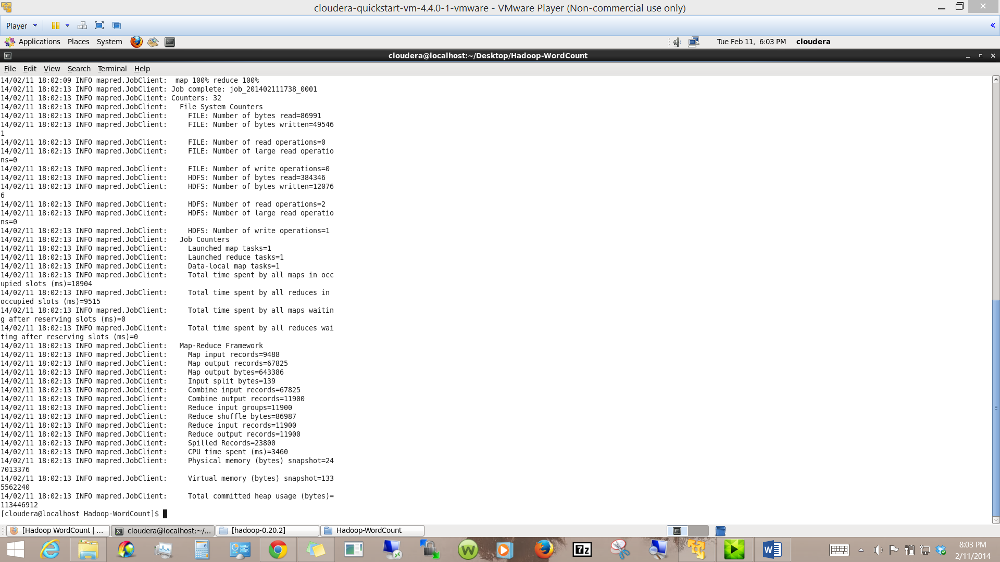 cloudera-quickstart-vm-4.4.0-1-vmware - VMware Player (Non-commercial use only)
Player
Applications Places System Tue Feb 11, 6:03 PM cloudera
cloudera@localhost:~/Desktop/Hadoop-WordCount
File Edit View Search Terminal Help
14/02/11 18:02:09 INFO mapred.JobClient:  map 100% reduce 100%
14/02/11 18:02:13 INFO mapred.JobClient: Job complete: job_201402111738_0001
14/02/11 18:02:13 INFO mapred.JobClient: Counters: 32
14/02/11 18:02:13 INFO mapred.JobClient:   File System Counters
14/02/11 18:02:13 INFO mapred.JobClient:     FILE: Number of bytes read=86991
14/02/11 18:02:13 INFO mapred.JobClient:     FILE: Number of bytes written=49546
1
14/02/11 18:02:13 INFO mapred.JobClient:     FILE: Number of read operations=0
14/02/11 18:02:13 INFO mapred.JobClient:     FILE: Number of large read operatio
ns=0
14/02/11 18:02:13 INFO mapred.JobClient:     FILE: Number of write operations=0
14/02/11 18:02:13 INFO mapred.JobClient:     HDFS: Number of bytes read=384346
14/02/11 18:02:13 INFO mapred.JobClient:     HDFS: Number of bytes written=12076
6
14/02/11 18:02:13 INFO mapred.JobClient:     HDFS: Number of read operations=2
14/02/11 18:02:13 INFO mapred.JobClient:     HDFS: Number of large read operatio
ns=0
14/02/11 18:02:13 INFO mapred.JobClient:     HDFS: Number of write operations=1
14/02/11 18:02:13 INFO mapred.JobClient:   Job Counters
14/02/11 18:02:13 INFO mapred.JobClient:     Launched map tasks=1
14/02/11 18:02:13 INFO mapred.JobClient:     Launched reduce tasks=1
14/02/11 18:02:13 INFO mapred.JobClient:     Data-local map tasks=1
14/02/11 18:02:13 INFO mapred.JobClient:     Total time spent by all maps in occ
upied slots (ms)=18904
14/02/11 18:02:13 INFO mapred.JobClient:     Total time spent by all reduces in
occupied slots (ms)=9515
14/02/11 18:02:13 INFO mapred.JobClient:     Total time spent by all maps waitin
g after reserving slots (ms)=0
14/02/11 18:02:13 INFO mapred.JobClient:     Total time spent by all reduces wai
ting after reserving slots (ms)=0
14/02/11 18:02:13 INFO mapred.JobClient:   Map-Reduce Framework
14/02/11 18:02:13 INFO mapred.JobClient:     Map input records=9488
14/02/11 18:02:13 INFO mapred.JobClient:     Map output records=67825
14/02/11 18:02:13 INFO mapred.JobClient:     Map output bytes=643386
14/02/11 18:02:13 INFO mapred.JobClient:     Input split bytes=139
14/02/11 18:02:13 INFO mapred.JobClient:     Combine input records=67825
14/02/11 18:02:13 INFO mapred.JobClient:     Combine output records=11900
14/02/11 18:02:13 INFO mapred.JobClient:     Reduce input groups=11900
14/02/11 18:02:13 INFO mapred.JobClient:     Reduce shuffle bytes=86987
14/02/11 18:02:13 INFO mapred.JobClient:     Reduce input records=11900
14/02/11 18:02:13 INFO mapred.JobClient:     Reduce output records=11900
14/02/11 18:02:13 INFO mapred.JobClient:     Spilled Records=23800
14/02/11 18:02:13 INFO mapred.JobClient:     CPU time spent (ms)=3460
14/02/11 18:02:13 INFO mapred.JobClient:     Physical memory (bytes) snapshot=24
7013376
14/02/11 18:02:13 INFO mapred.JobClient:     Virtual memory (bytes) snapshot=133
5562240
14/02/11 18:02:13 INFO mapred.JobClient:     Total committed heap usage (bytes)=
113446912
[cloudera@localhost Hadoop-WordCount]$
[Hadoop WordCount | ... cloudera@localhost:~/... [hadoop-0.20.2] Hadoop-WordCount
7z
8:03 PM
2/11/2014